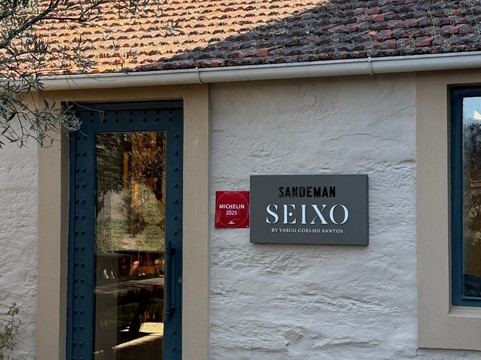 MICHELIN
2025
SANDEMAN
SEIXO
BY VASCO COELHO SANTOS